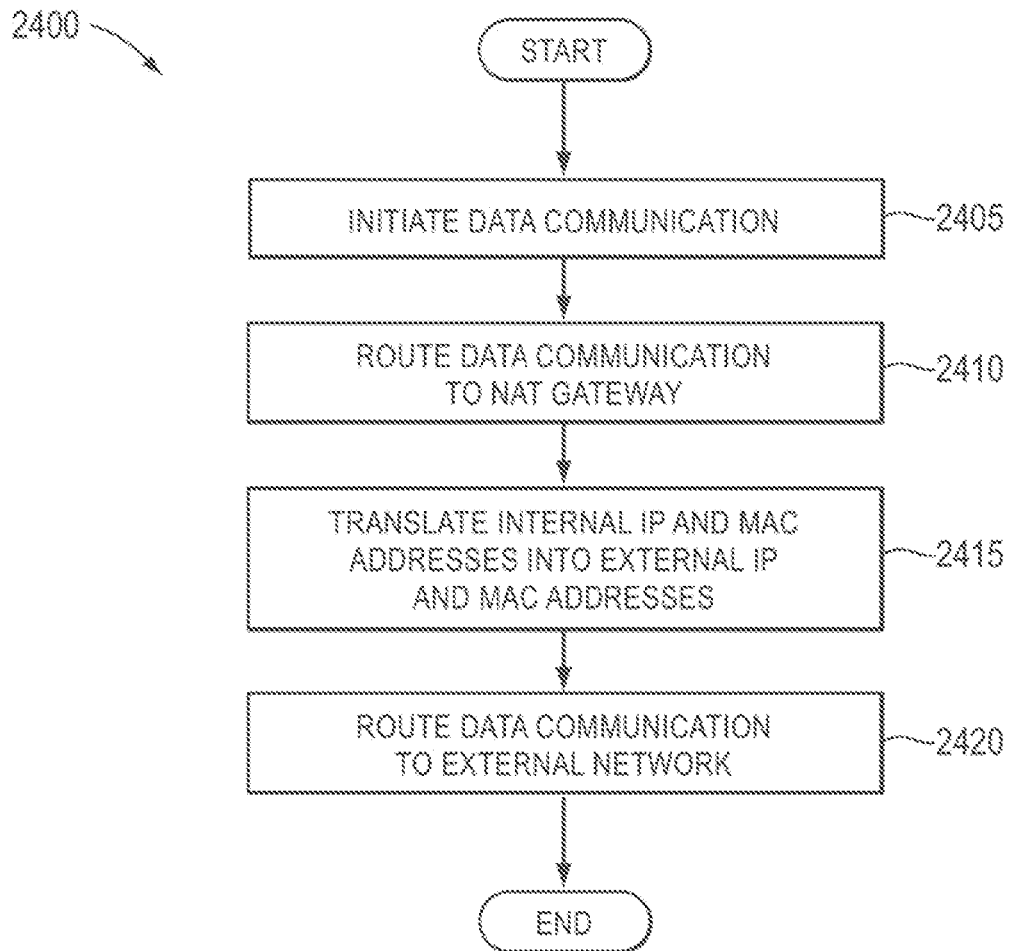 2400
START
INITIATE DATA COMMUNICATION
2405
ROUTE DATA COMMUNICATION
TO NAT GATEWAY
2410
TRANSLATE INTERNAL IP AND MAC
ADDRESSES INTO EXTERNAL IP
AND MAC ADDRESSES
2415
ROUTE DATA COMMUNICATION
TO EXTERNAL NETWORK
2420
END